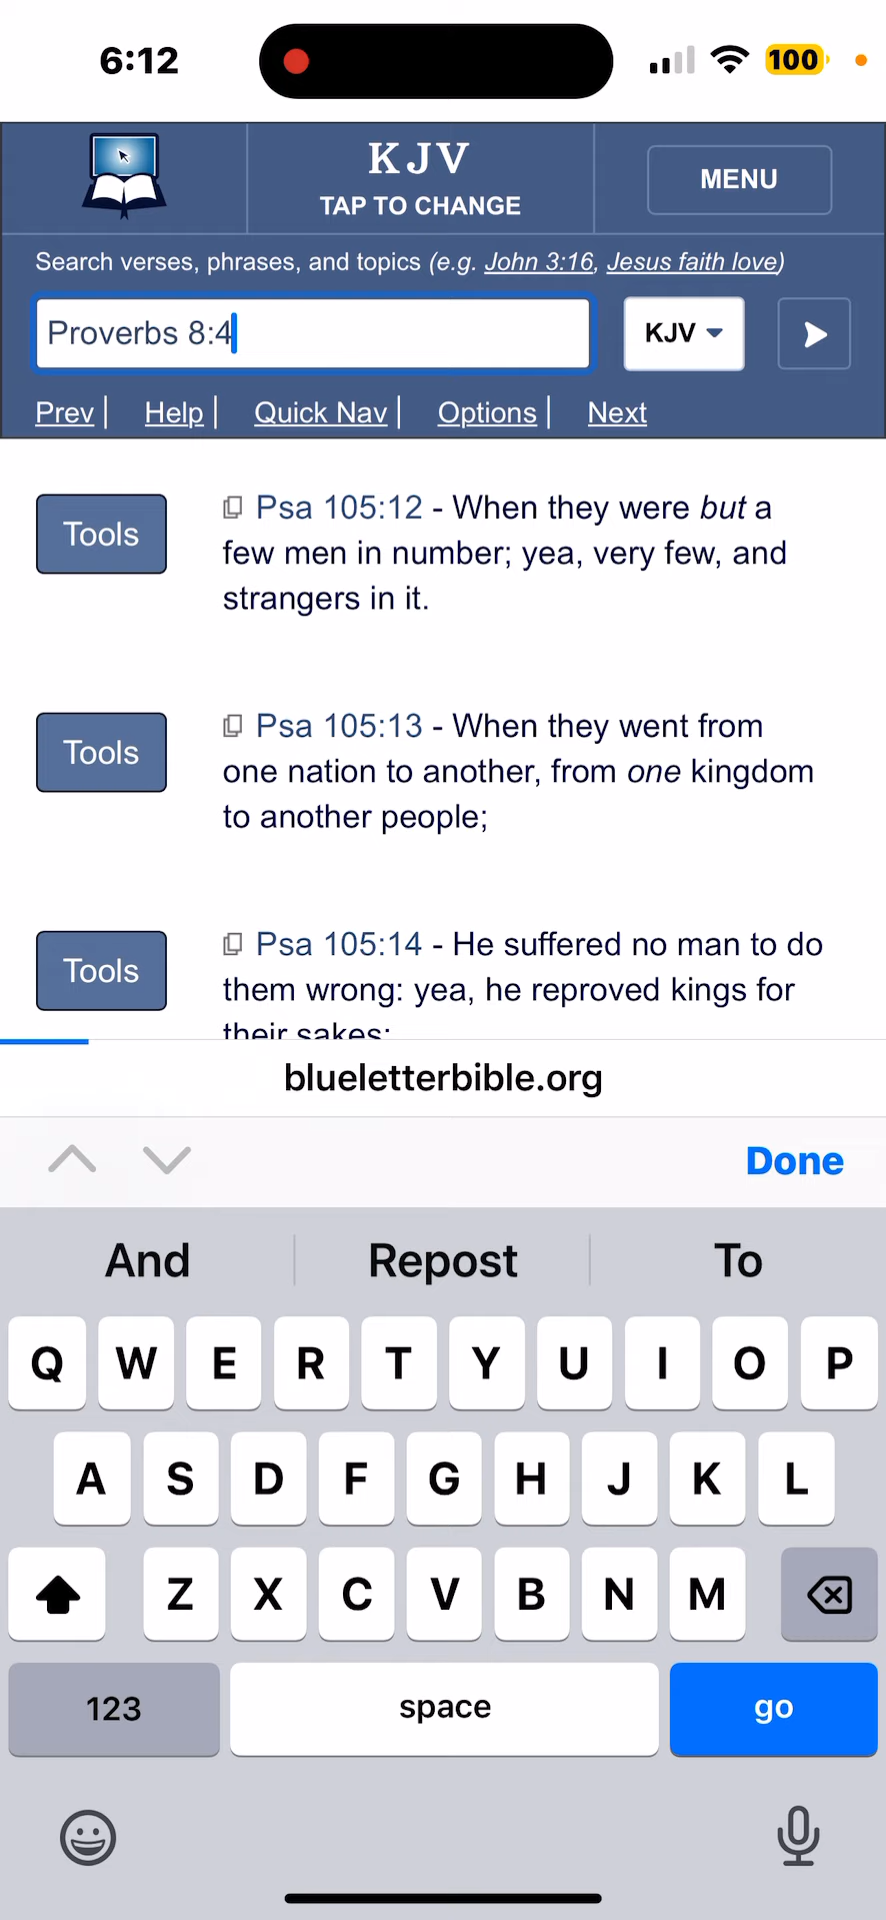 6:12
100
KJV
TAP TO CHANGE
MENU
Search verses, phrases, and topics (e.g. John 3:16, Jesus faith love)
Proverbs 8:4
KJV
Prev | Help | Quick Nav | Options | Next
Tools
Psa 105:12 - When they were but a
few men in number; yea, very few, and
strangers in it.
Tools
Psa 105:13 - When they went from
one nation to another, from one kingdom
to another people;
Tools
Psa 105:14 - He suffered no man to do
them wrong: yea, he reproved kings for
their sakes;
blueletterbible.org
Done
And Repost To
Q W E R T Y U I O P
A S D F G H J K L
Z X C V B N M
123 space go